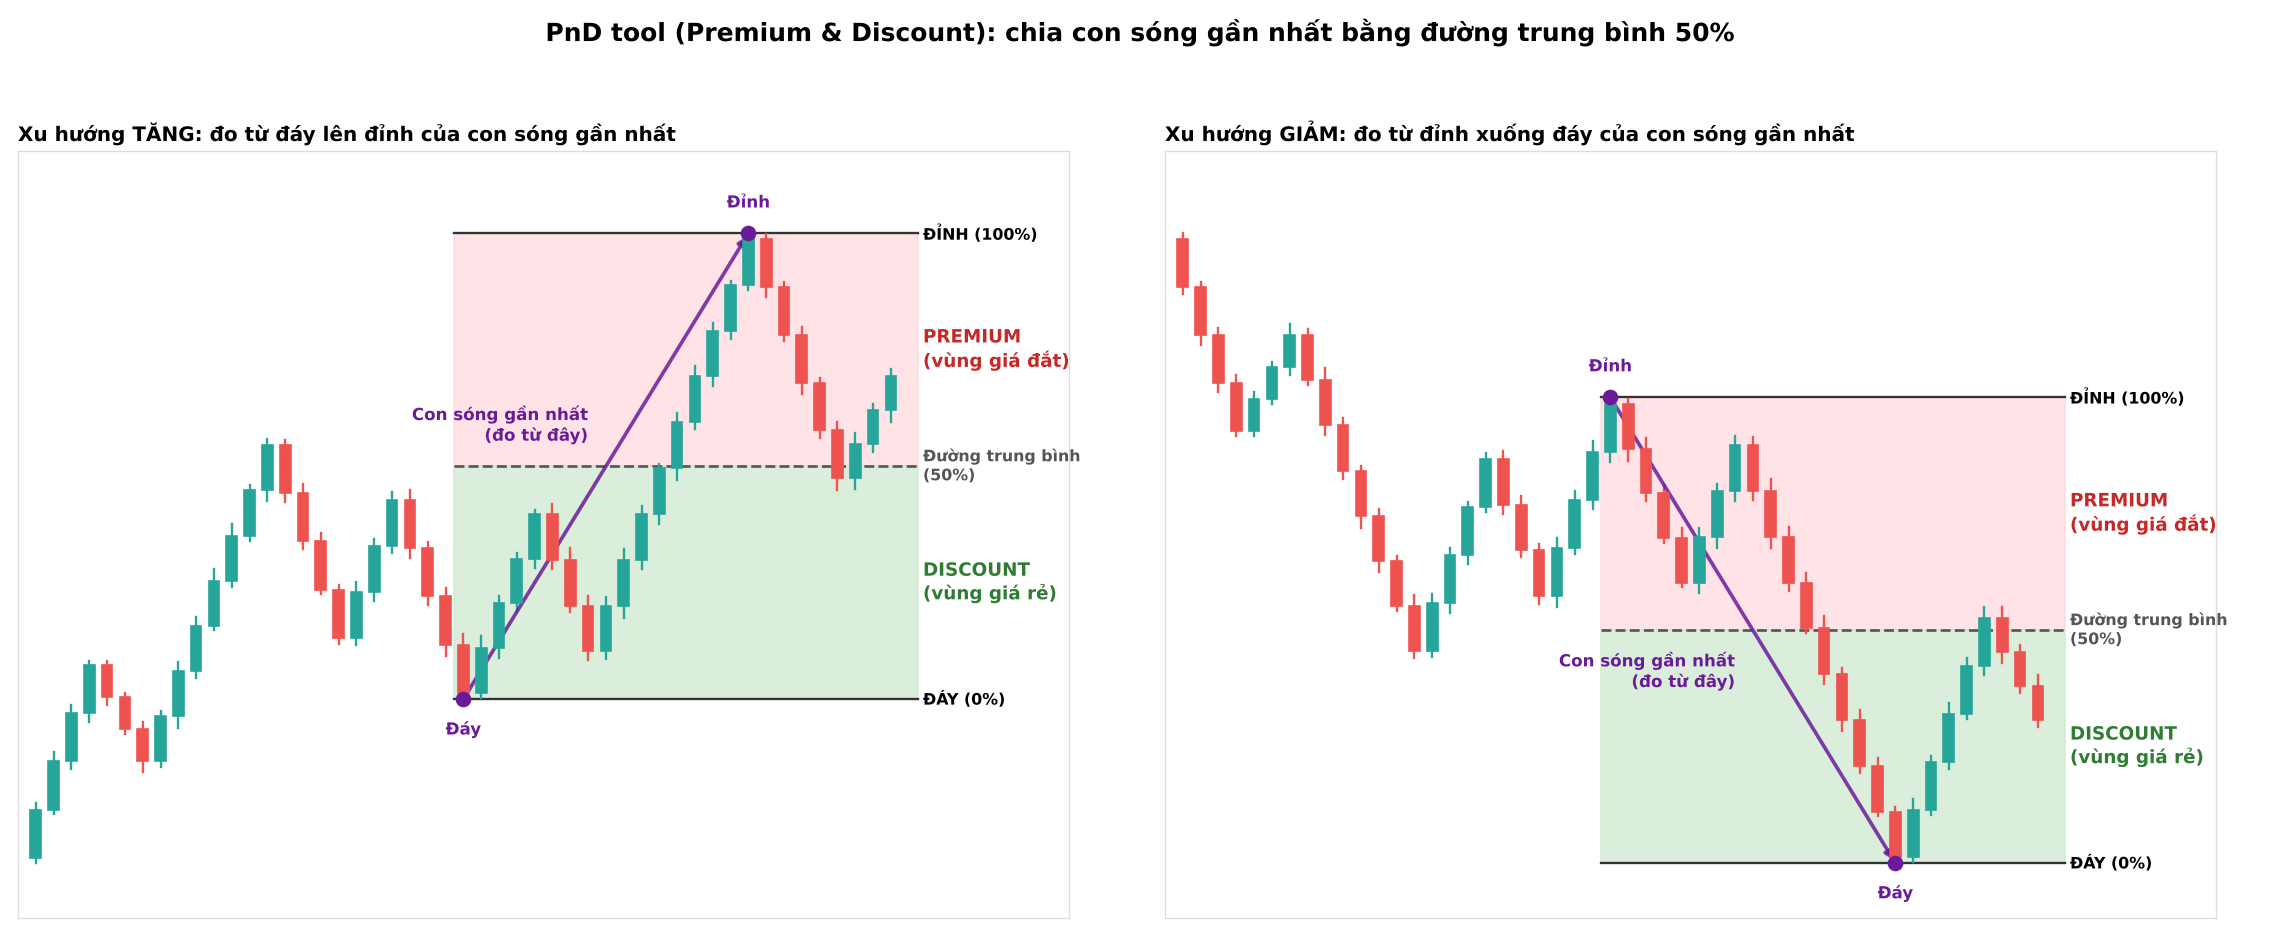 PnD tool (Premium & Discount): chia con sóng gần nhất bằng đường trung bình 50%
Xu hướng TĂNG: đo từ đáy lên đỉnh của con sóng gần nhất
Đỉnh
ĐỈNH (100%)
PREMIUM
(vùng giá đắt)
Con sóng gần nhất
(đo từ đây)
Đường trung bình
(50%)
DISCOUNT
(vùng giá rẻ)
ĐÁY (0%)
Đáy
Xu hướng GIẢM: đo từ đỉnh xuống đáy của con sóng gần nhất
Đỉnh
ĐỈNH (100%)
PREMIUM
(vùng giá đắt)
Đường trung bình
(50%)
Con sóng gần nhất
(đo từ đây)
DISCOUNT
(vùng giá rẻ)
ĐÁY (0%)
Đáy